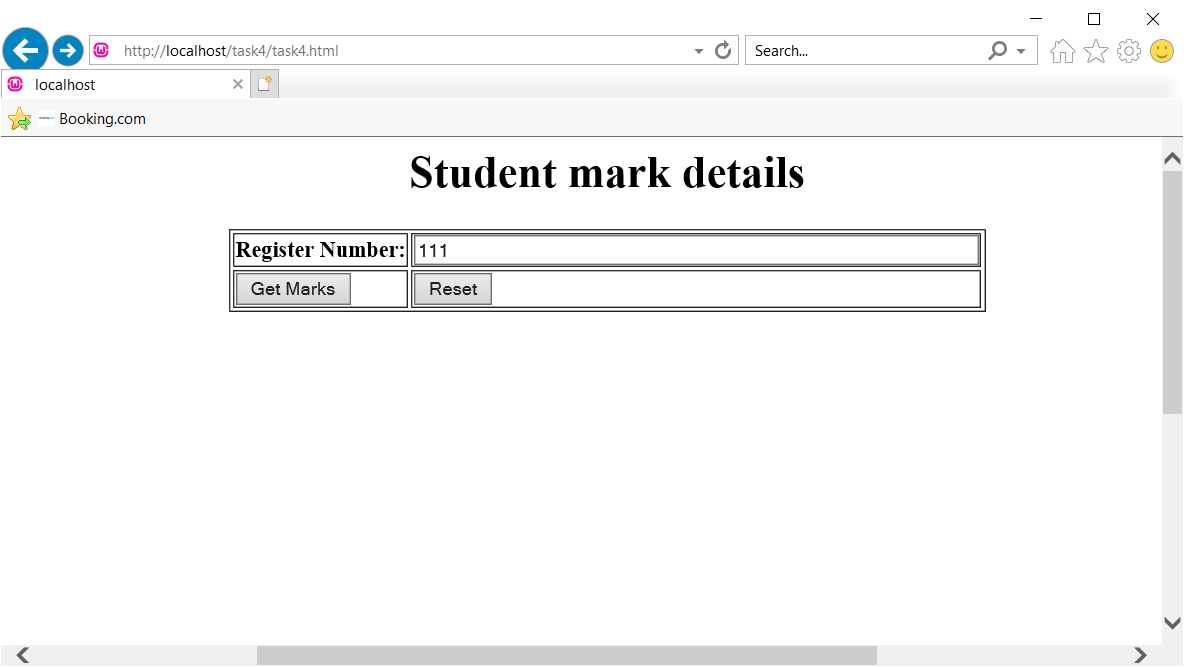 http://localhost/task4/task4.html
Search...
localhost
Booking.com
Student mark details
Register Number: 111
Get Marks Reset